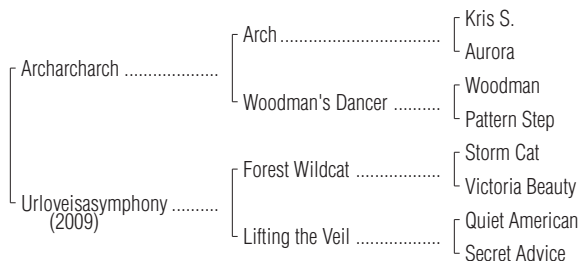 Kris S.
Arch
Aurora
Archarcharch
Woodman
Woodman's Dancer
Pattern Step
Storm Cat
Forest Wildcat
Victoria Beauty
Urloveisasymphony
(2009)
Quiet American
Lifting the Veil
Secret Advice